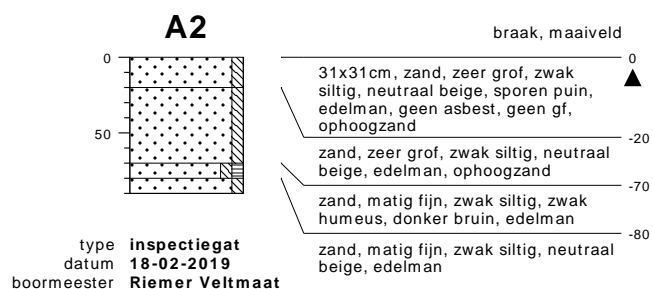 A2
braak, maaiveld
0
0
31x31cm, zand, zeer grof, zwak
siltig, neutraal beige, sporen puin,
edelman, geen asbest, geen gf,
ophoogzand
-20
50
zand, zeer grof, zwak siltig, neutraal
beige, edelman, ophoogzand
-70
zand, matig fijn, zwak siltig, zwak
humeus, donker bruin, edelman
-80
zand, matig fijn, zwak siltig, neutraal
beige, edelman
type inspectiegat
datum 18-02-2019
boormeester Riemer Veltmaat